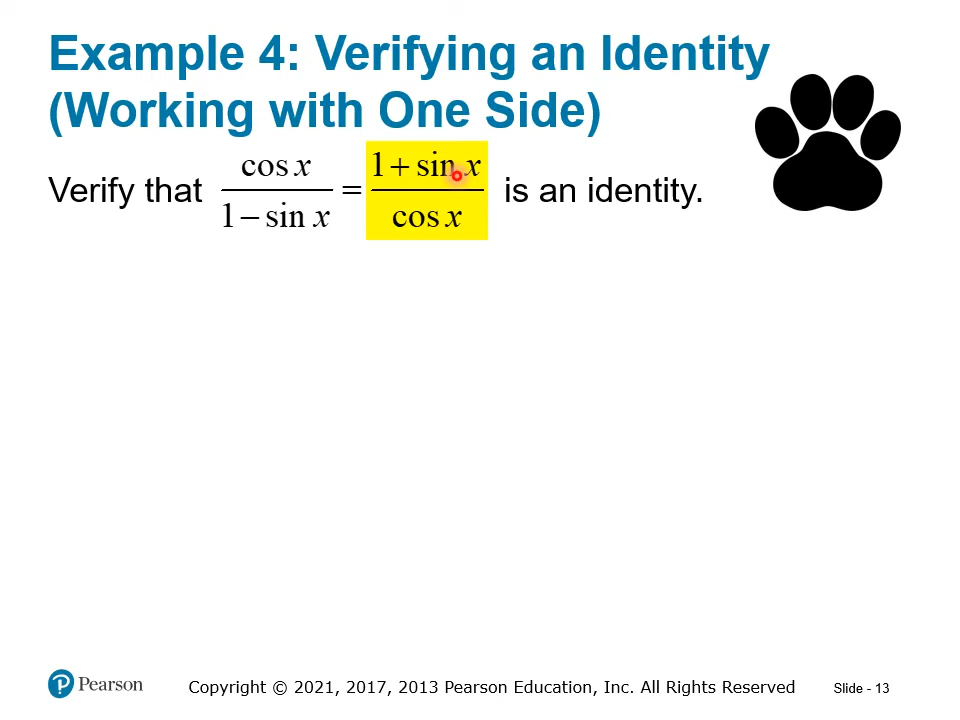 Example 4: Verifying an Identity
(Working with One Side)
Verify that cos x / (1 − sin x) = (1 + sin x) / cos x is an identity.
Pearson
Copyright © 2021, 2017, 2013 Pearson Education, Inc. All Rights Reserved
Slide - 13